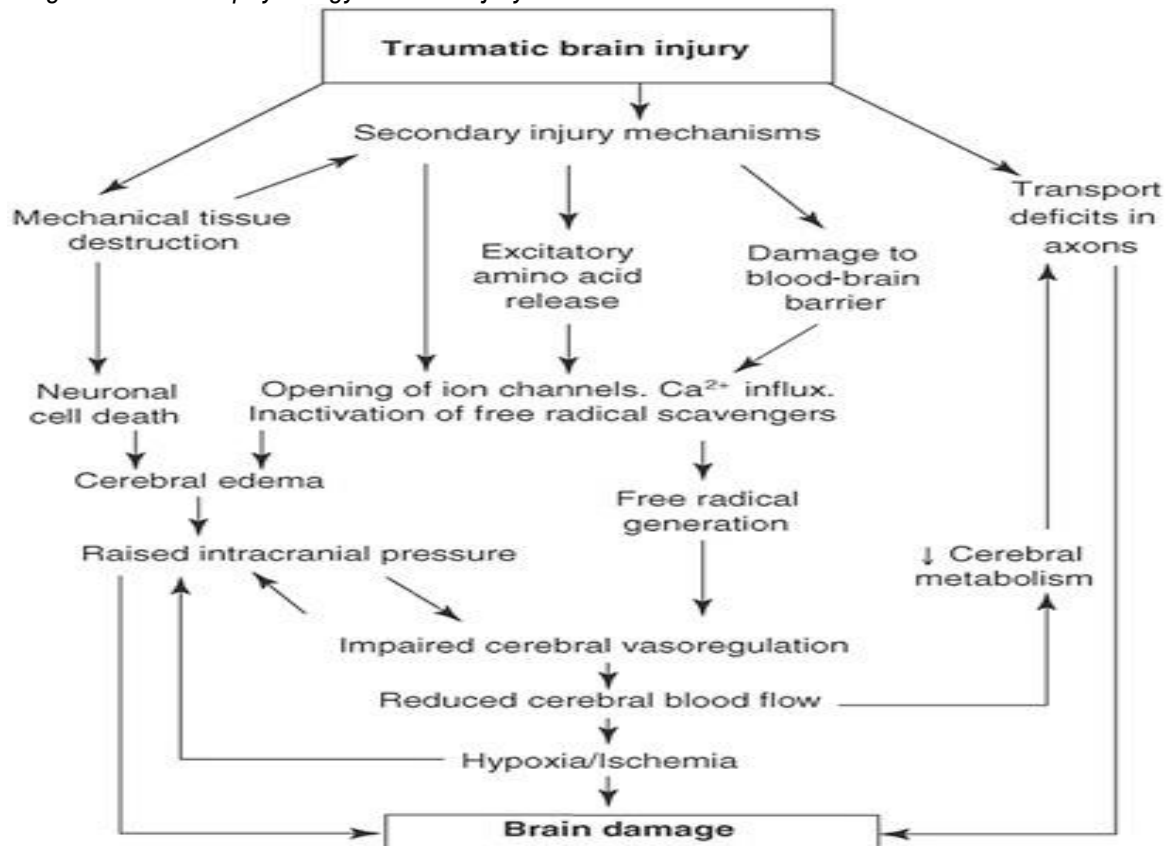 Traumatic brain injury
Secondary injury mechanisms
Mechanical tissue
destruction
Transport
deficits in
axons
Excitatory
amino acid
release
Damage to
blood-brain
barrier
Neuronal
cell death
Opening of ion channels. Ca²⁺ influx.
Inactivation of free radical scavengers
Cerebral edema
Free radical
generation
Raised intracranial pressure
↓ Cerebral
metabolism
Impaired cerebral vasoregulation
Reduced cerebral blood flow
Hypoxia/Ischemia
Brain damage